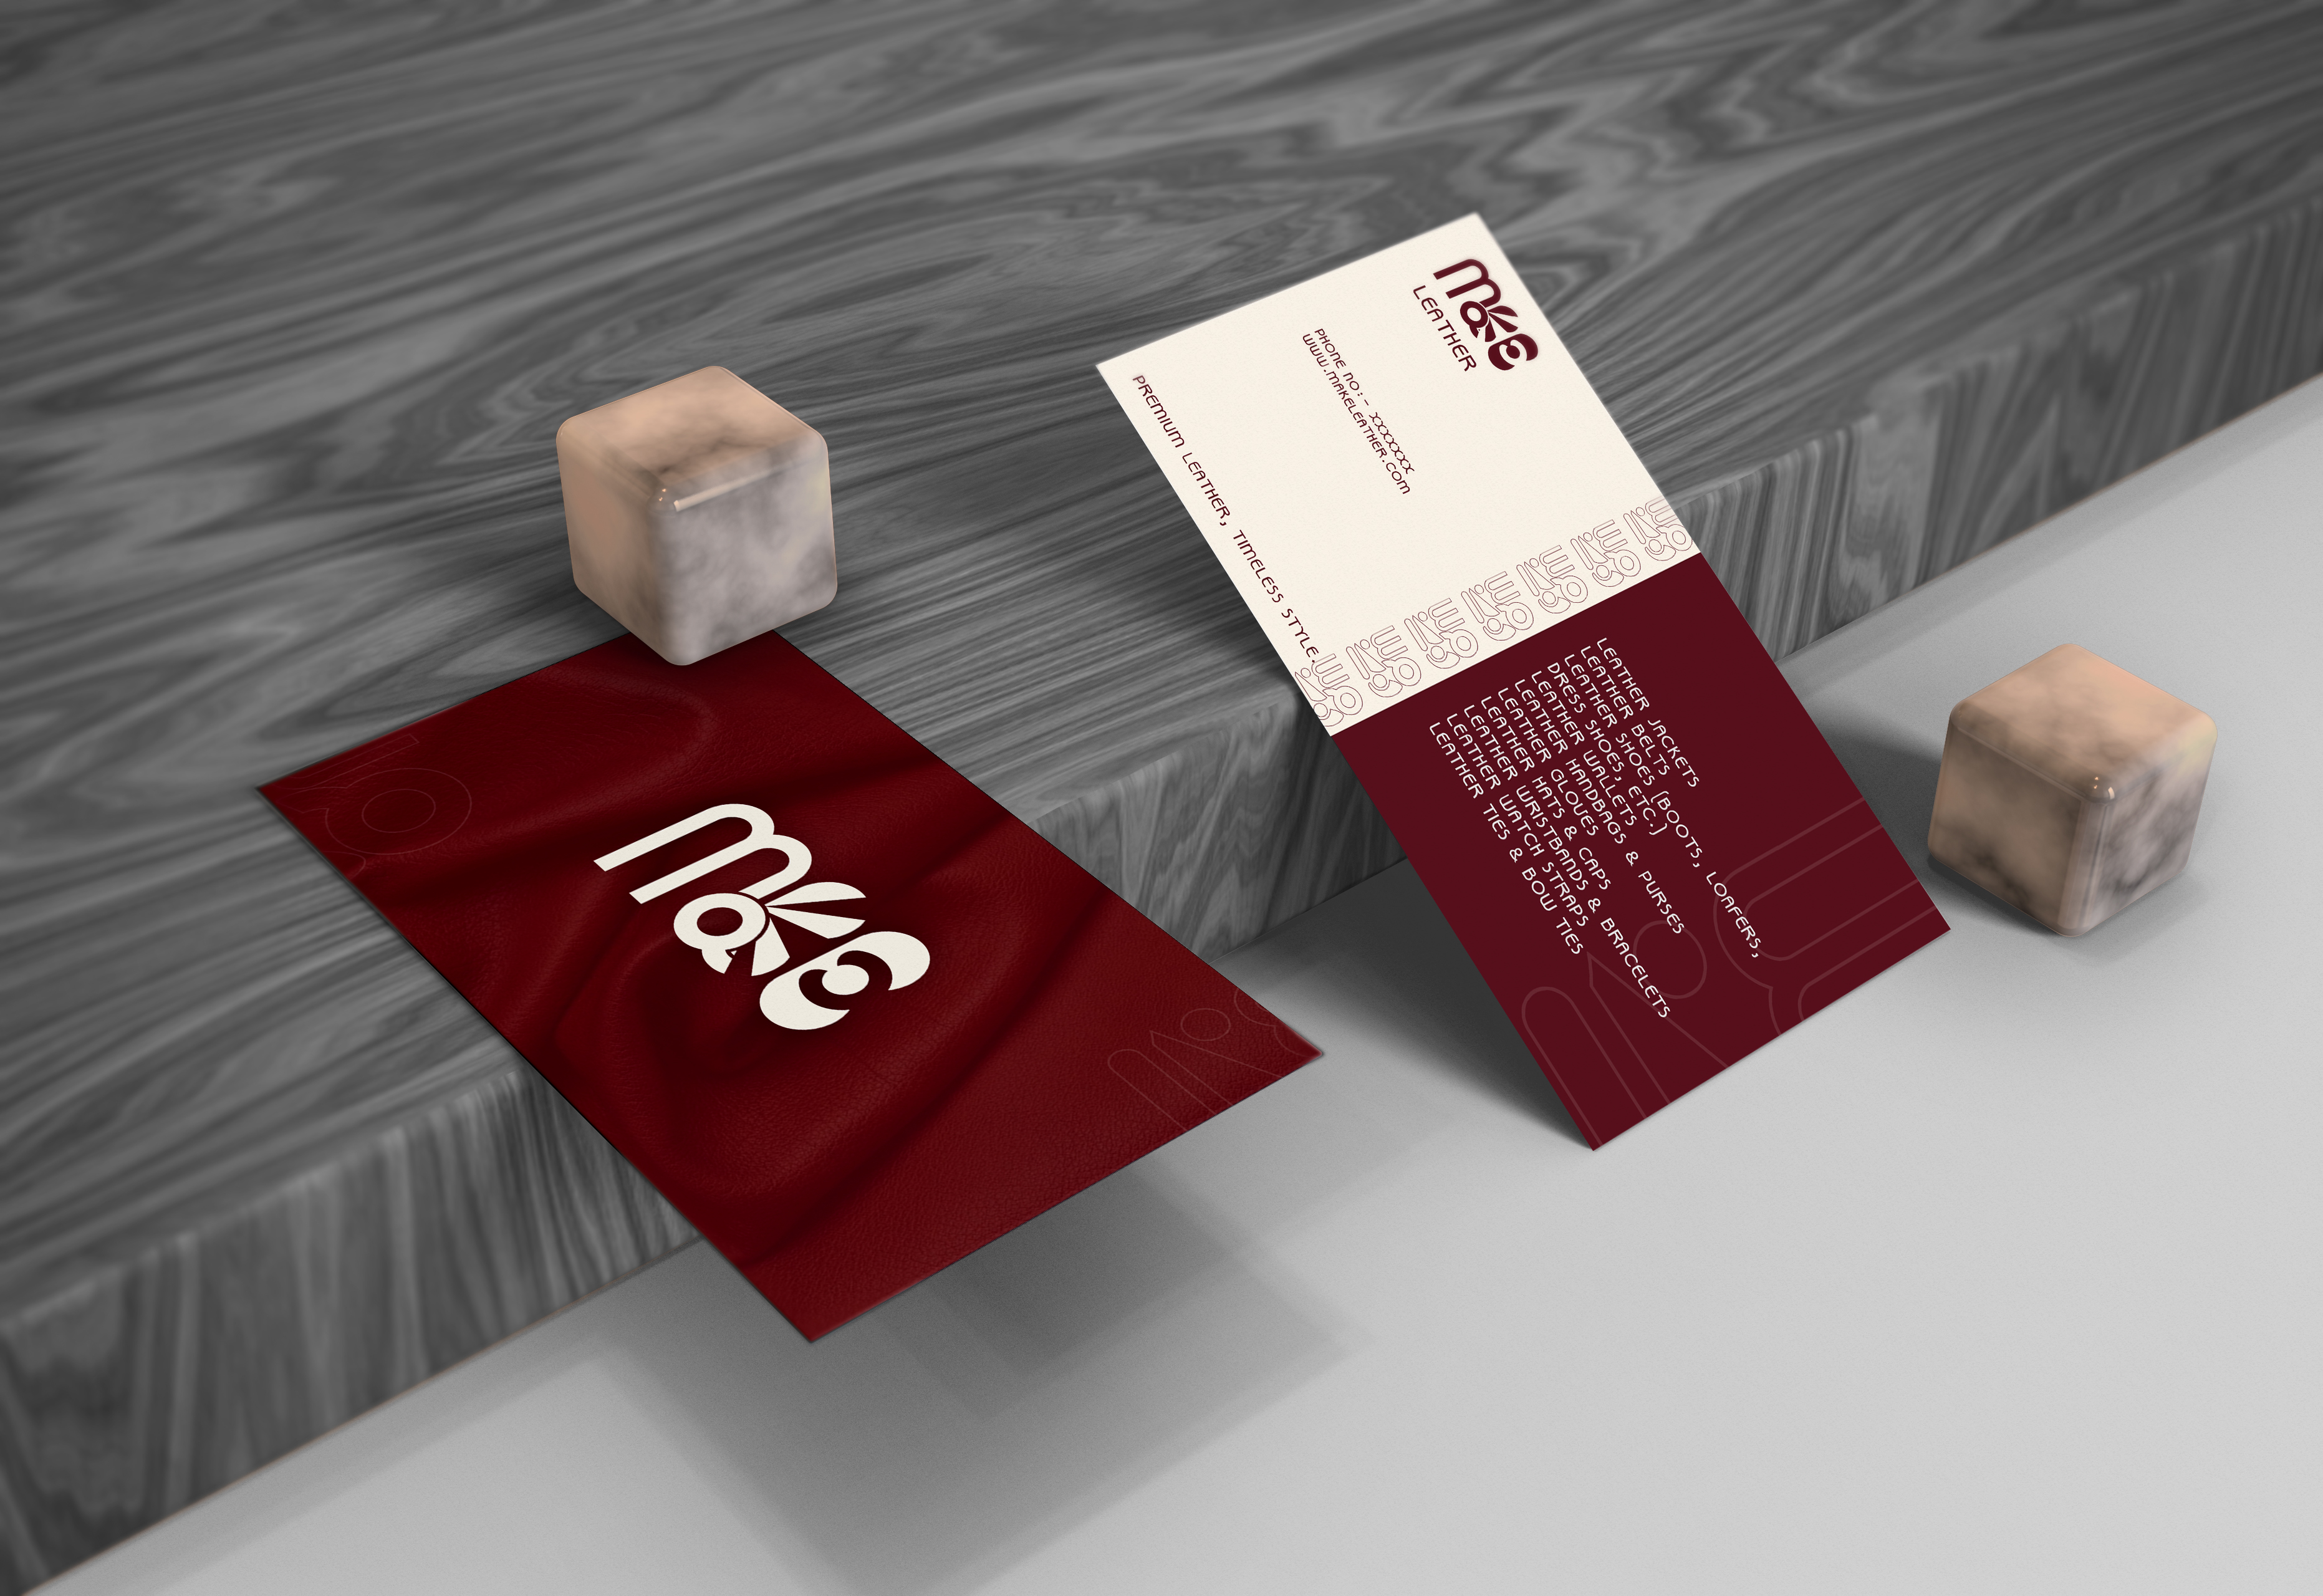 make
make
LEATHER
PHONE NO:- XXXXXXX
WWW.MAKELEATHER.COM
PREMIUM LEATHER, TIMELESS STYLE.
LEATHER JACKETS
LEATHER BELTS
LEATHER SHOES (BOOTS, LOAFERS,
DRESS SHOES, ETC.)
LEATHER WALLETS
LEATHER HANDBAGS & PURSES
LEATHER GLOVES
LEATHER HATS & CAPS
LEATHER WRISTBANDS & BRACELETS
LEATHER WATCH STRAPS
LEATHER TIES & BOW TIES